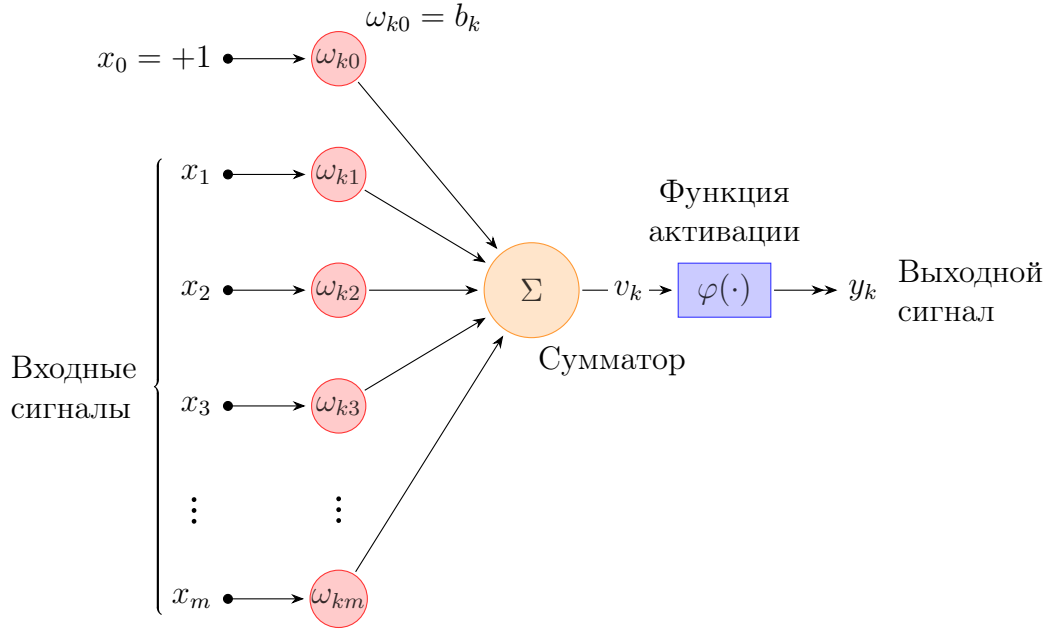 ω_{k0} = b_k
x_0 = +1
ω_{k0}
x_1
ω_{k1}
Функция
активации
x_2
ω_{k2}
Σ
v_k
φ(·)
y_k
Выходной
сигнал
Сумматор
Входные
сигналы
x_3
ω_{k3}
⋮
⋮
x_m
ω_{km}